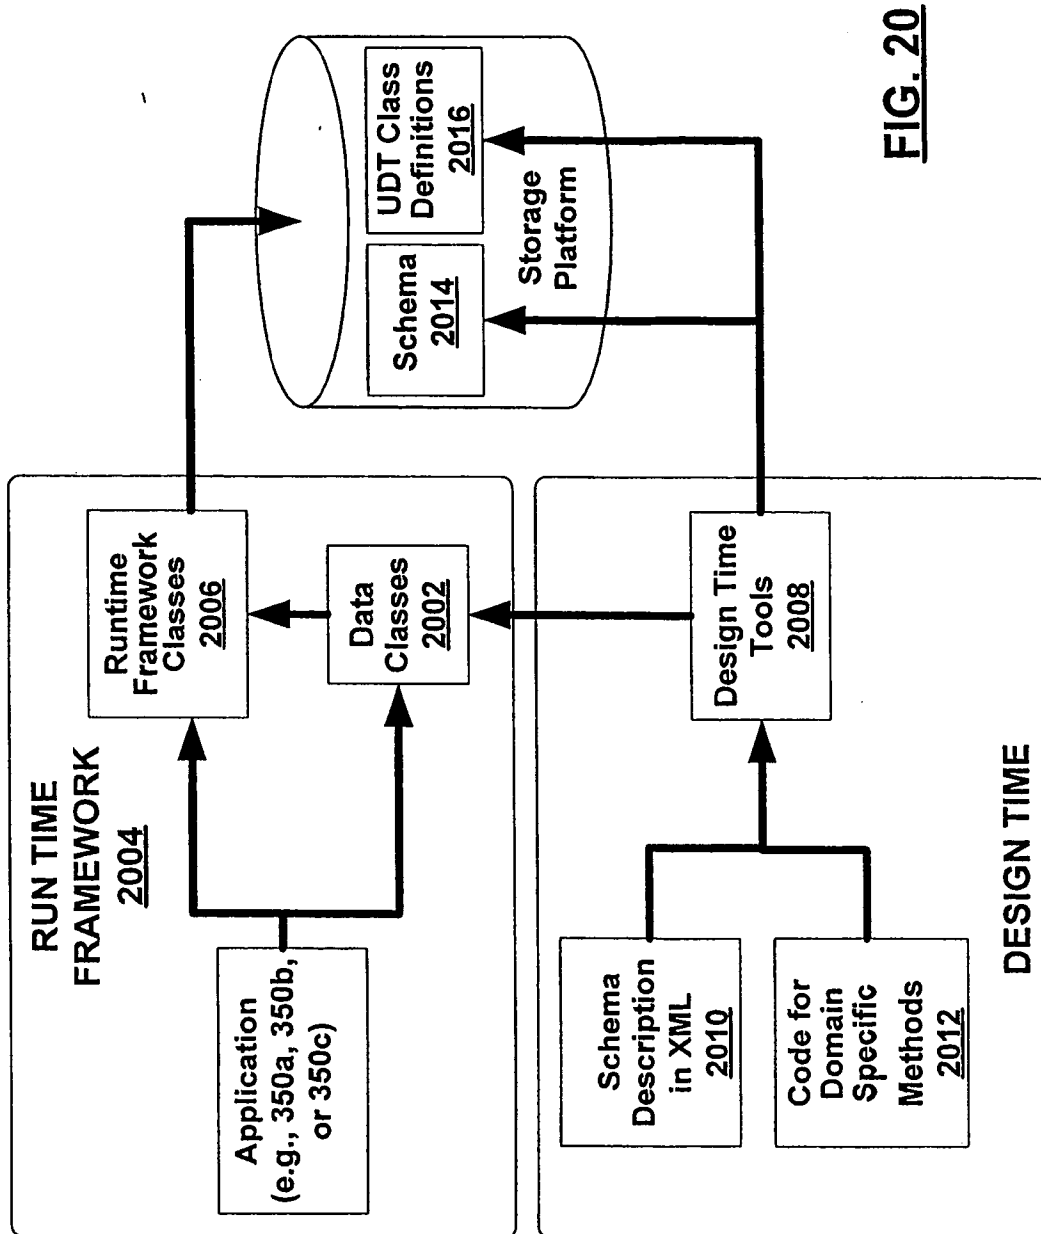 RUN TIME
FRAMEWORK
2004
Application
(e.g., 350a, 350b,
or 350c)
Runtime
Framework
Classes
2006
Data
Classes
2002
Schema
Description
in XML
2010
Code for
Domain
Specific
Methods
2012
Design Time
Tools
2008
DESIGN TIME
Schema
2014
UDT Class
Definitions
2016
Storage
Platform
FIG. 20